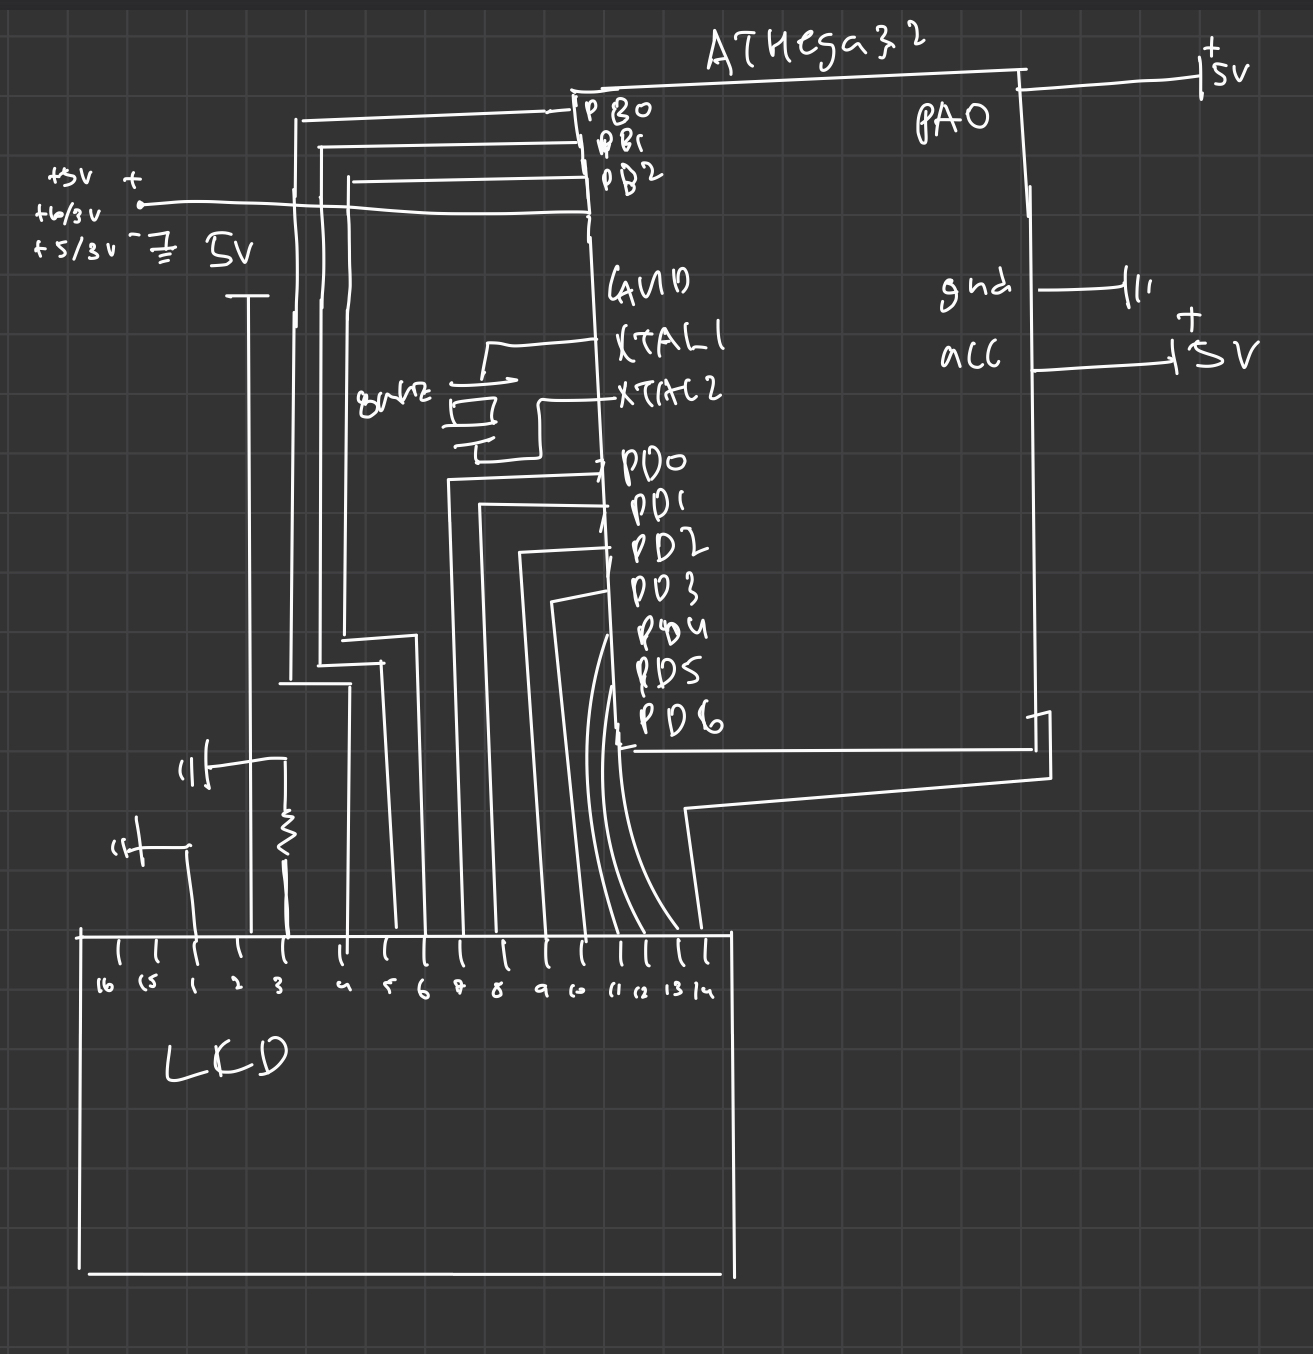 ATMega32
+
5V
PB0
PA0
PB1
PB2
+5V +
+6/3V
+5/3V -
5V
GND
gnd
+
XTAL1
acc
5V
8MHz
XTAL2
PD0
PD1
PD2
PD3
PD4
PD5
PD6
16 15 1 2 3 4 5 6 7 8 9 10 11 12 13 14
LCD